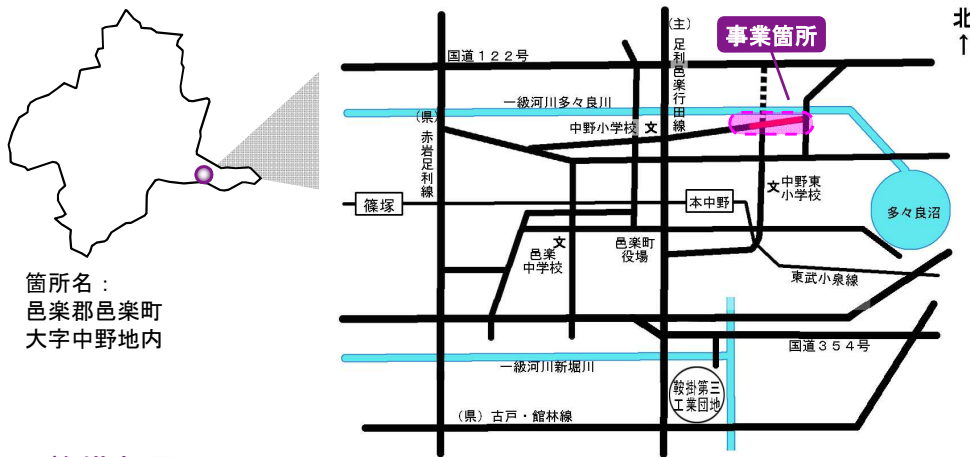 北
↑
事業箇所
(主)足利邑楽行田線
国道122号
一級河川多々良川
(県)赤岩足利線
中野小学校 文
文 中野東
小学校
篠塚
本中野
多々良沼
文
邑楽
中学校
邑楽町
役場
東武小泉線
箇所名:
邑楽郡邑楽町
大字中野地内
国道354号
一級河川新堀川
鞍掛第三
工業団地
(県)古戸・館林線